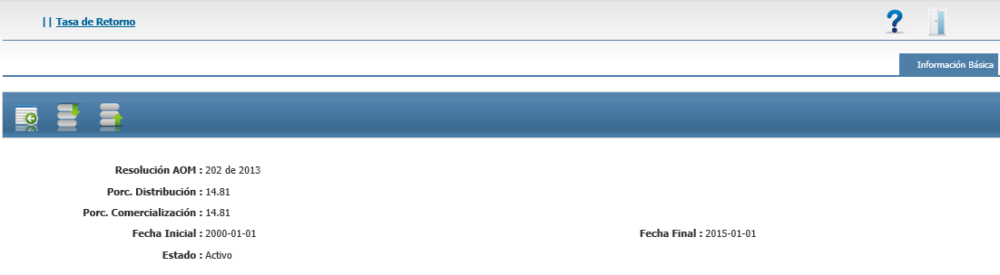 || Tasa de Retorno
Información Básica
Resolución AOM : 202 de 2013
Porc. Distribución : 14.81
Porc. Comercialización : 14.81
Fecha Inicial : 2000-01-01 Fecha Final : 2015-01-01
Estado : Activo